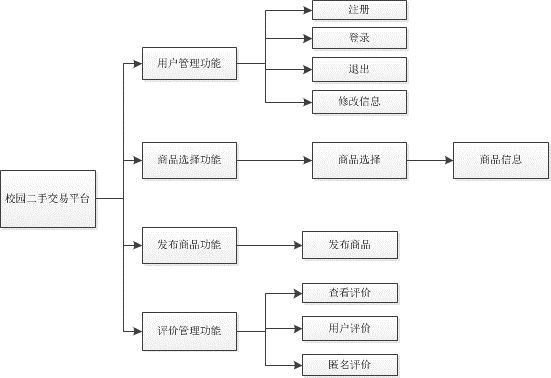 校园二手交易平台
用户管理功能
注册
登录
退出
修改信息
商品选择功能
商品选择
商品信息
发布商品功能
发布商品
评价管理功能
查看评价
用户评价
匿名评价